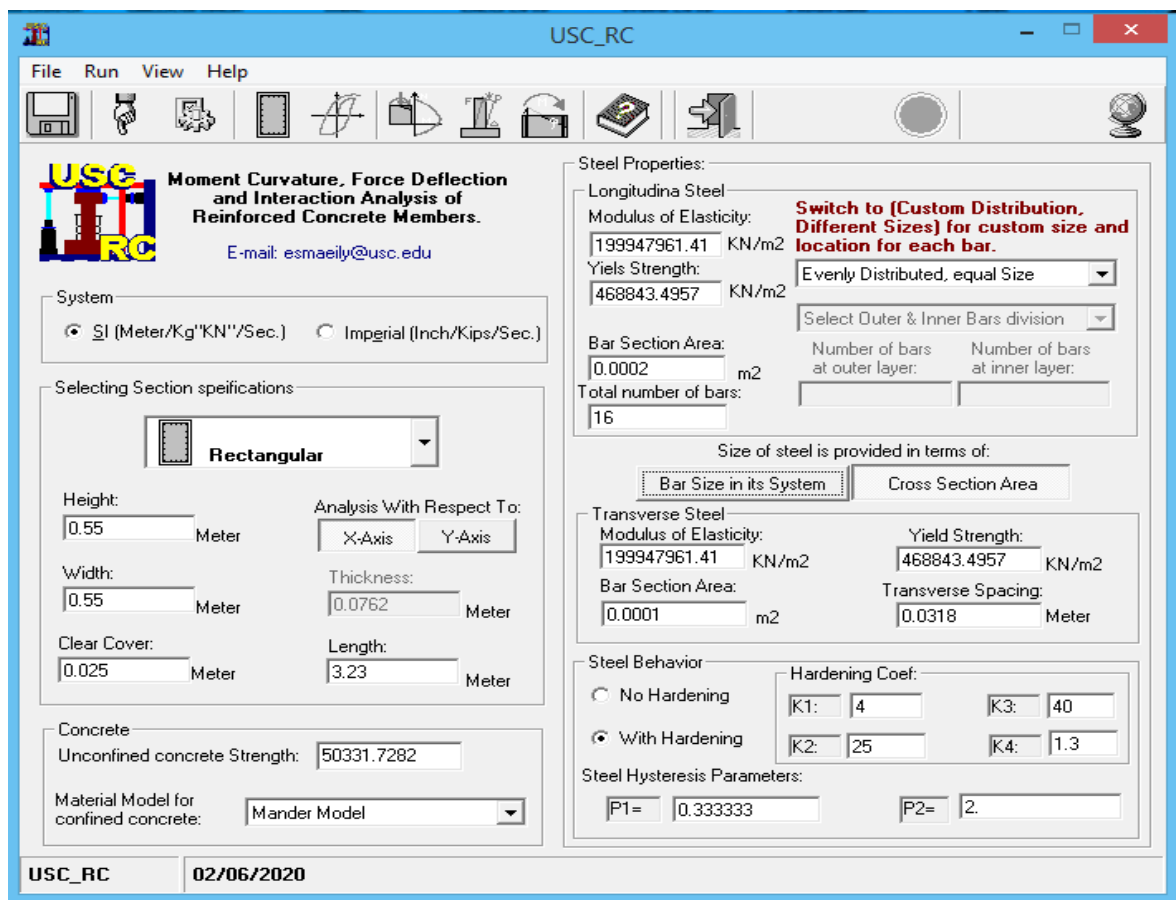 USC_RC
File Run View Help
USC
RC
Moment Curvature, Force Deflection
and Interaction Analysis of
Reinforced Concrete Members.
E-mail: esmaeily@usc.edu
System
SI (Meter/Kg"KN"/Sec.) Imperial (Inch/Kips/Sec.)
Selecting Section speifications
Rectangular
Height:
0.55 Meter
Analysis With Respect To:
X-Axis Y-Axis
Width:
0.55 Meter
Thickness:
0.0762 Meter
Clear Cover:
0.025 Meter
Length:
3.23 Meter
Concrete
Unconfined concrete Strength: 50331.7282
Material Model for
confined concrete: Mander Model
Steel Properties:
Longitudina Steel
Modulus of Elasticity:
199947961.41 KN/m2
Yiels Strength:
468843.4957 KN/m2
Switch to (Custom Distribution,
Different Sizes) for custom size and
location for each bar.
Evenly Distributed, equal Size
Select Outer & Inner Bars division
Bar Section Area:
0.0002 m2
Total number of bars:
16
Number of bars
at outer layer:
Number of bars
at inner layer:
Size of steel is provided in terms of:
Bar Size in its System Cross Section Area
Transverse Steel
Modulus of Elasticity:
199947961.41 KN/m2
Yield Strength:
468843.4957 KN/m2
Bar Section Area:
0.0001 m2
Transverse Spacing:
0.0318 Meter
Steel Behavior
No Hardening
With Hardening
Hardening Coef:
K1: 4 K3: 40
K2: 25 K4: 1.3
Steel Hysteresis Parameters:
P1= 0.333333 P2= 2.
USC_RC 02/06/2020